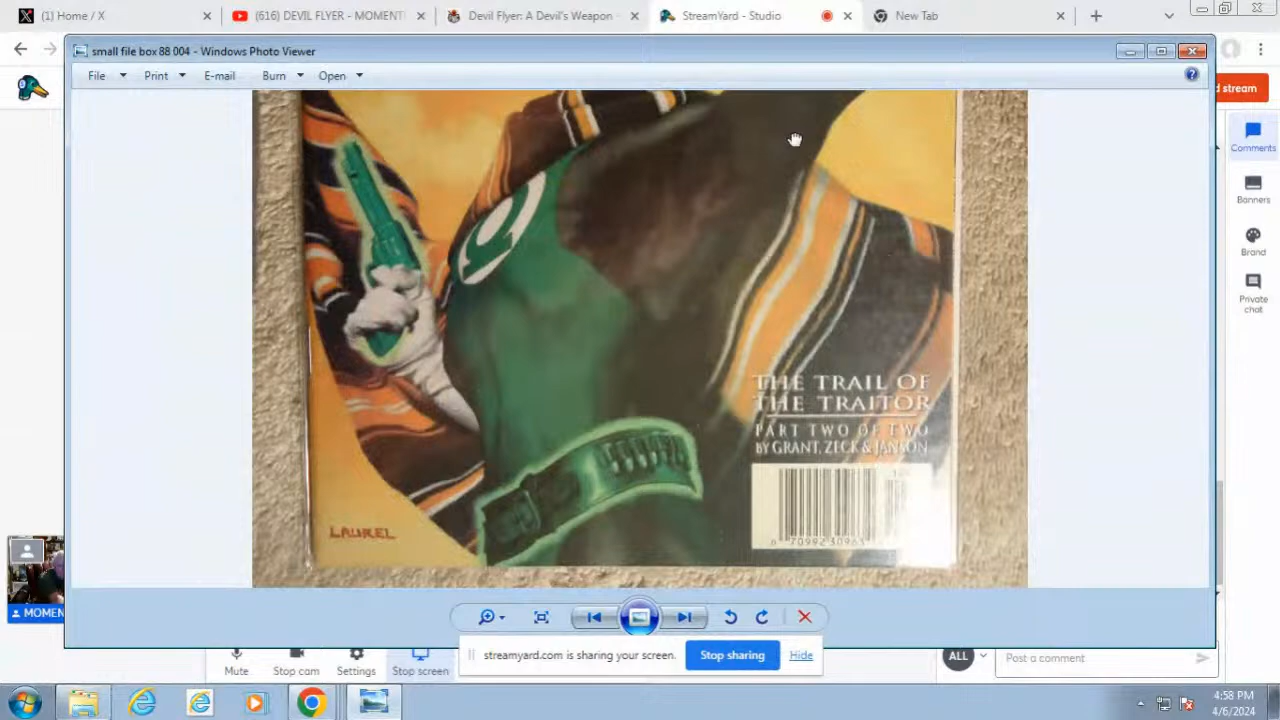 (1) Home / X
(616) DEVIL FLYER - MOMENT
Devil Flyer: A Devil's Weapon -
StreamYard - Studio
New Tab
small file box 88 004 - Windows Photo Viewer
File
Print
E-mail
Burn
Open
stream
Comments
Banners
Brand
Private
chat
THE TRAIL OF
THE TRAITOR
PART TWO OF TWO
BY GRANT, ZECK & JANSON
LAUREL
MOMEN
streamyard.com is sharing your screen.
Stop sharing
Hide
Mute
Stop cam
Settings
Stop screen
ALL
Post a comment
4:58 PM
4/6/2024